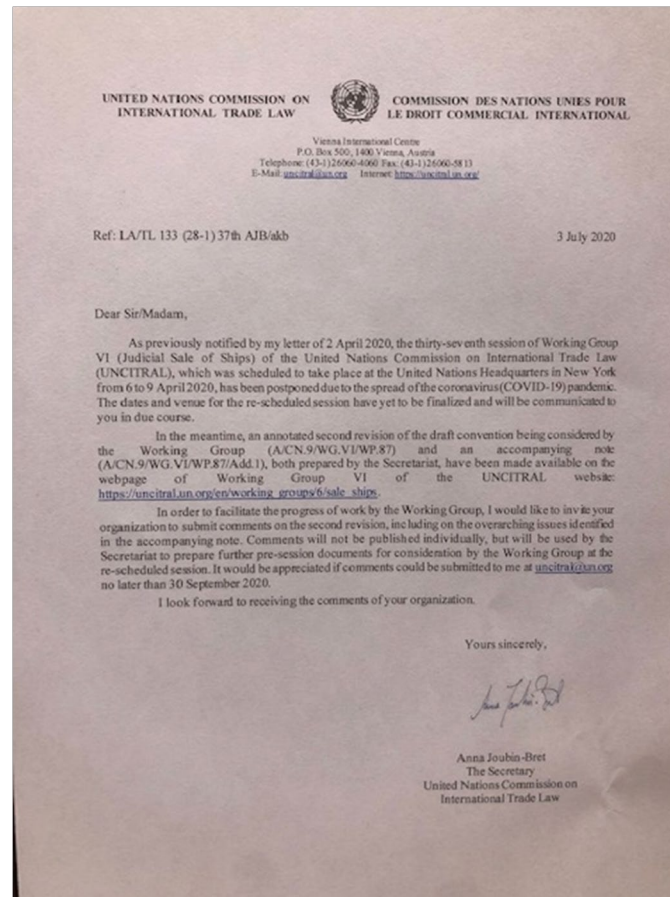 UNITED NATIONS COMMISSION ON
INTERNATIONAL TRADE LAW
COMMISSION DES NATIONS UNIES POUR
LE DROIT COMMERCIAL INTERNATIONAL
Vienna International Centre
P.O. Box 500, 1400 Vienna, Austria
Telephone: (43-1)26060-4060 Fax: (43-1)26060-5813
E-Mail: uncitral@un.org Internet: https://uncitral.un.org/
Ref: LA/TL 133 (28-1) 37th AJB/akb
3 July 2020
Dear Sir/Madam,
As previously notified by my letter of 2 April 2020, the thirty-seventh session of Working Group
VI (Judicial Sale of Ships) of the United Nations Commission on International Trade Law
(UNCITRAL), which was scheduled to take place at the United Nations Headquarters in New York
from 6 to 9 April 2020, has been postponed due to the spread of the coronavirus (COVID-19) pandemic.
The dates and venue for the re-scheduled session have yet to be finalized and will be communicated to
you in due course.
In the meantime, an annotated second revision of the draft convention being considered by
the Working Group (A/CN.9/WG.VI/WP.87) and an accompanying note
(A/CN.9/WG.VI/WP.87/Add.1), both prepared by the Secretariat, have been made available on the
webpage of Working Group VI of the UNCITRAL website:
https://uncitral.un.org/en/working_groups/6/sale_ships.
In order to facilitate the progress of work by the Working Group, I would like to invite your
organization to submit comments on the second revision, including on the overarching issues identified
in the accompanying note. Comments will not be published individually, but will be used by the
Secretariat to prepare further pre-session documents for consideration by the Working Group at the
re-scheduled session. It would be appreciated if comments could be submitted to me at uncitral@un.org
no later than 30 September 2020.
I look forward to receiving the comments of your organization.
Yours sincerely,
Anna Joubin-Bret
The Secretary
United Nations Commission on
International Trade Law